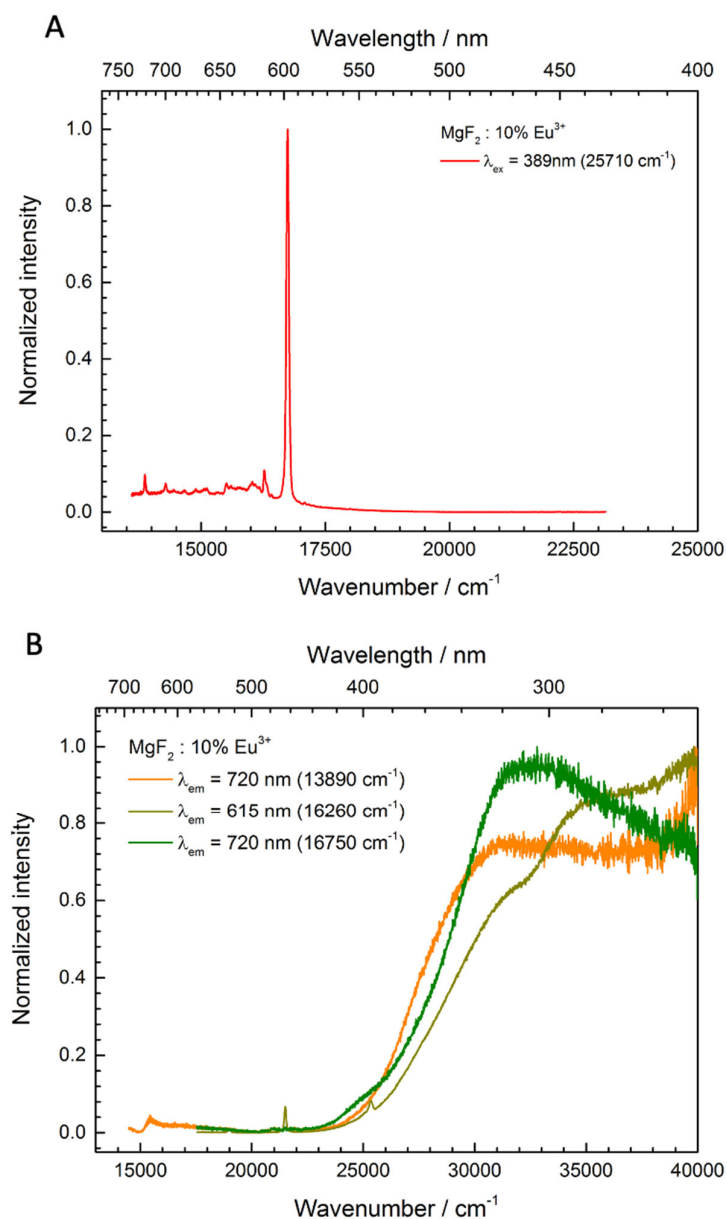 A
Wavelength / nm
750 700 650 600 550 500 450 400
Normalized intensity
1.0
0.8
0.6
0.4
0.2
0.0
MgF₂ : 10% Eu³⁺
λₑₓ = 389nm (25710 cm⁻¹)
15000 17500 20000 22500 25000
Wavenumber / cm⁻¹
B
Wavelength / nm
700 600 500 400 300
Normalized intensity
1.0
0.8
0.6
0.4
0.2
0.0
MgF₂ : 10% Eu³⁺
λₑₘ = 720 nm (13890 cm⁻¹)
λₑₘ = 615 nm (16260 cm⁻¹)
λₑₘ = 720 nm (16750 cm⁻¹)
15000 20000 25000 30000 35000 40000
Wavenumber / cm⁻¹